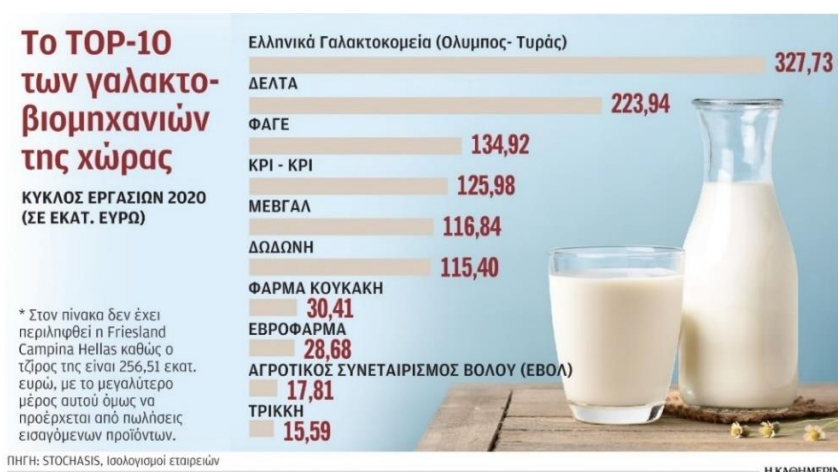 Το TOP-10
των γαλακτο-
βιομηχανιών
της χώρας
ΚΥΚΛΟΣ ΕΡΓΑΣΙΩΝ 2020
(ΣΕ ΕΚΑΤ. ΕΥΡΩ)
* Στον πίνακα δεν έχει
περιληφθεί η Friesland
Campina Hellas καθώς ο
τζίρος της είναι 256,51 εκατ.
ευρώ, με το μεγαλύτερο
μέρος αυτού όμως να
προέρχεται από πωλήσεις
εισαγόμενων προϊόντων.
Ελληνικά Γαλακτοκομεία (Ολυμπος- Τυράς)
327,73
ΔΕΛΤΑ
223,94
ΦΑΓΕ
134,92
ΚΡΙ - ΚΡΙ
125,98
ΜΕΒΓΑΛ
116,84
ΔΩΔΩΝΗ
115,40
ΦΑΡΜΑ ΚΟΥΚΑΚΗ
30,41
ΕΒΡΟΦΑΡΜΑ
28,68
ΑΓΡΟΤΙΚΟΣ ΣΥΝΕΤΑΙΡΙΣΜΟΣ ΒΟΛΟΥ (ΕΒΟΛ)
17,81
ΤΡΙΚΚΗ
15,59
ΠΗΓΗ: STOCHASIS, Ισολογισμοί εταιρειών
Η ΚΑΘΗΜΕΡΙΝ